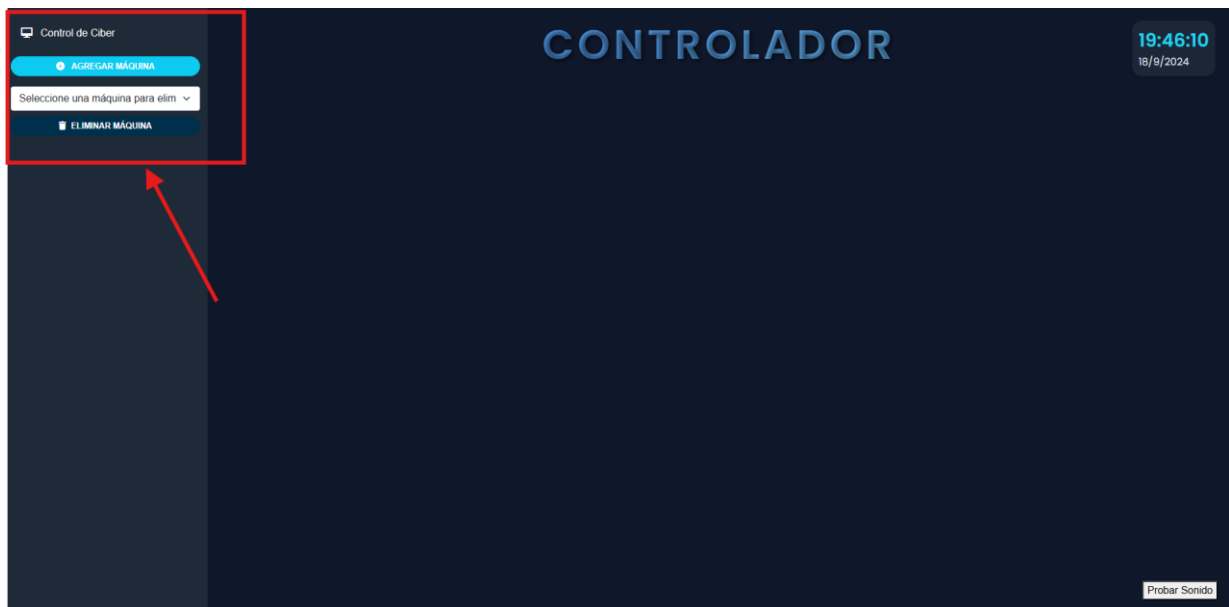 Control de Ciber
AGREGAR MÁQUINA
Seleccione una máquina para elim
ELIMINAR MÁQUINA
CONTROLADOR
19:46:10
18/9/2024
Probar Sonido